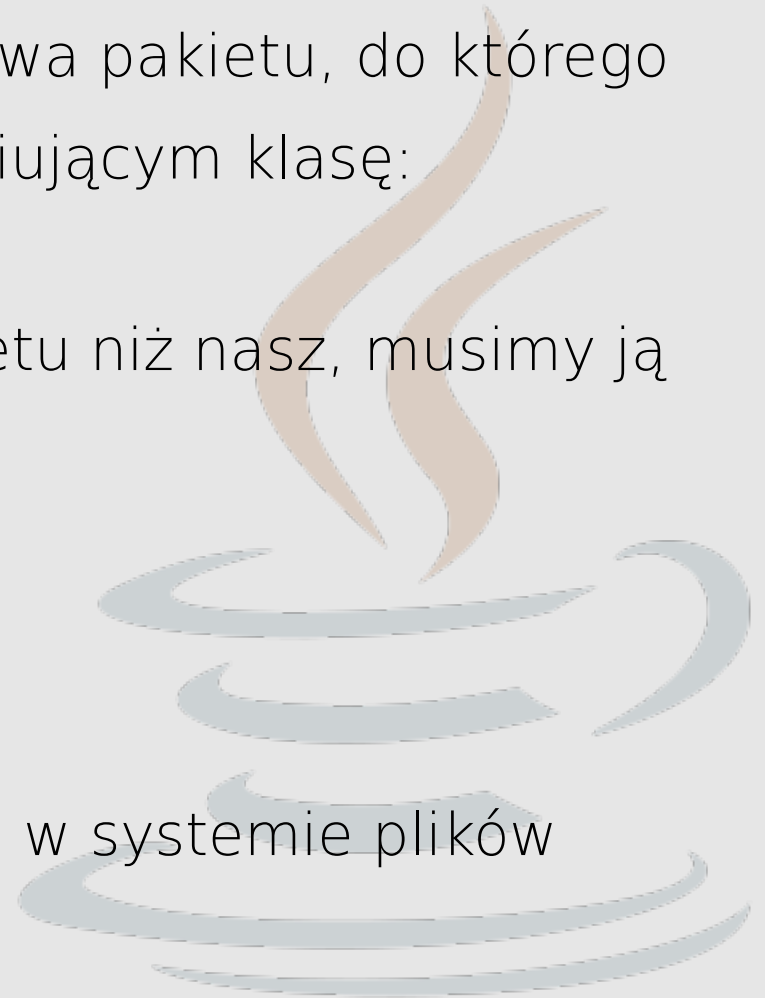 wa pakietu, do którego
iującym klasę:
etu niż nasz, musimy ją
w systemie plików